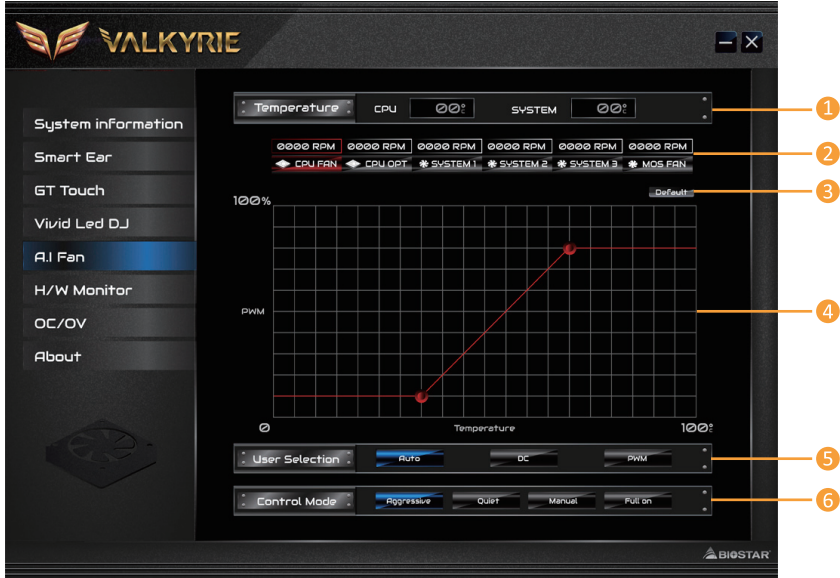 VALKYRIE
Temperature CPU 00°C SYSTEM 00°C 1
0000 RPM 0000 RPM 0000 RPM 0000 RPM 0000 RPM 0000 RPM 2
CPU FAN CPU OPT SYSTEM 1 SYSTEM 2 SYSTEM 3 MOS FAN
Default 3
System information
Smart Ear
GT Touch
Vivid Led DJ
A.I Fan
H/W Monitor
OC/OV
About
100%
PWM 4
0 Temperature 100°C
User Selection Auto DC PWM 5
Control Mode Aggressive Quiet Manual Full on 6
BIOSTAR